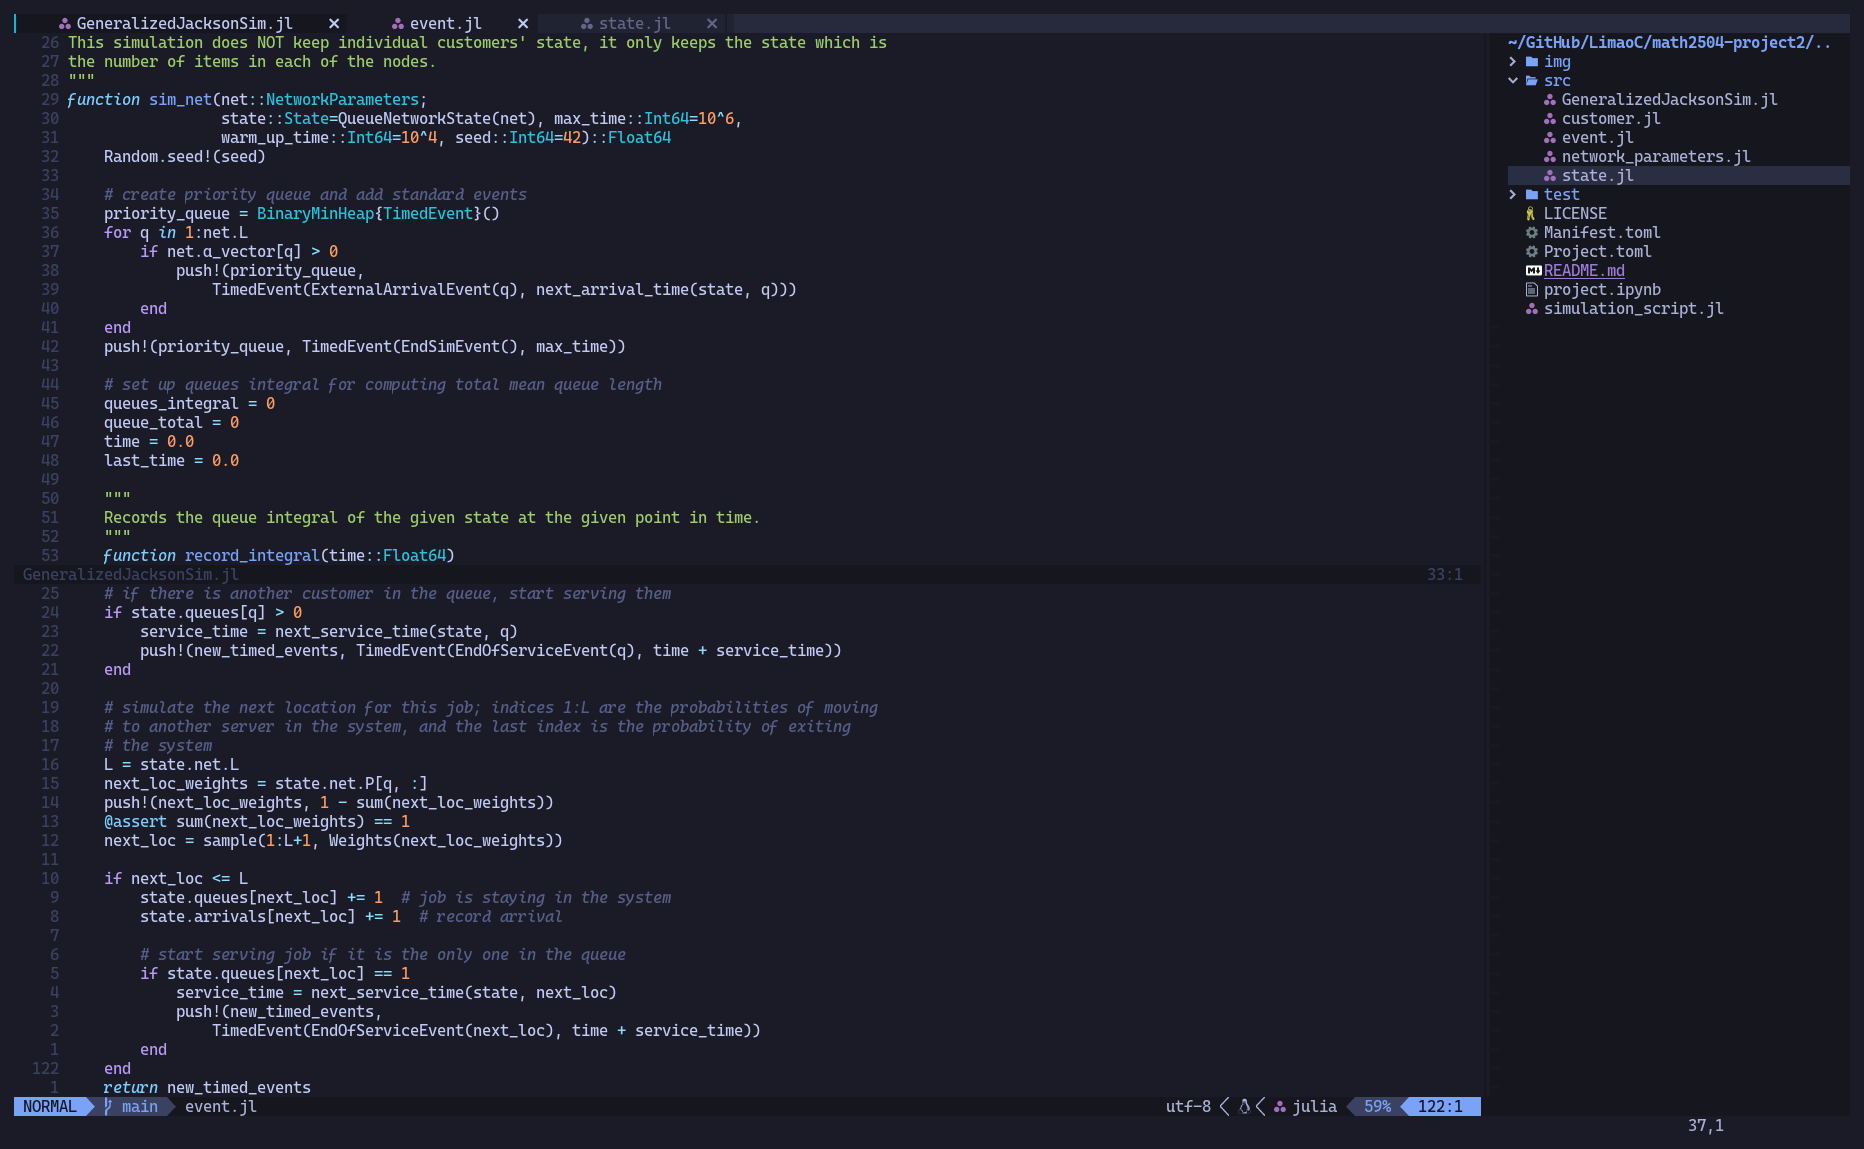 GeneralizedJacksonSim.jl × event.jl × state.jl ×
26 This simulation does NOT keep individual customers' state, it only keeps the state which is
27 the number of items in each of the nodes.
28 """
29 function sim_net(net::NetworkParameters;
30                  state::State=QueueNetworkState(net), max_time::Int64=10^6,
31                  warm_up_time::Int64=10^4, seed::Int64=42)::Float64
32     Random.seed!(seed)
33
34     # create priority queue and add standard events
35     priority_queue = BinaryMinHeap{TimedEvent}()
36     for q in 1:net.L
37         if net.α_vector[q] > 0
38             push!(priority_queue,
39                 TimedEvent(ExternalArrivalEvent(q), next_arrival_time(state, q)))
40         end
41     end
42     push!(priority_queue, TimedEvent(EndSimEvent(), max_time))
43
44     # set up queues integral for computing total mean queue length
45     queues_integral = 0
46     queue_total = 0
47     time = 0.0
48     last_time = 0.0
49
50     """
51     Records the queue integral of the given state at the given point in time.
52     """
53     function record_integral(time::Float64)
GeneralizedJacksonSim.jl 33:1
25     # if there is another customer in the queue, start serving them
24     if state.queues[q] > 0
23         service_time = next_service_time(state, q)
22         push!(new_timed_events, TimedEvent(EndOfServiceEvent(q), time + service_time))
21     end
20
19     # simulate the next location for this job; indices 1:L are the probabilities of moving
18     # to another server in the system, and the last index is the probability of exiting
17     # the system
16     L = state.net.L
15     next_loc_weights = state.net.P[q, :]
14     push!(next_loc_weights, 1 - sum(next_loc_weights))
13     @assert sum(next_loc_weights) == 1
12     next_loc = sample(1:L+1, Weights(next_loc_weights))
11
10     if next_loc <= L
9         state.queues[next_loc] += 1  # job is staying in the system
8         state.arrivals[next_loc] += 1  # record arrival
7
6         # start serving job if it is the only one in the queue
5         if state.queues[next_loc] == 1
4             service_time = next_service_time(state, next_loc)
3             push!(new_timed_events,
2                 TimedEvent(EndOfServiceEvent(next_loc), time + service_time))
1         end
122     end
1     return new_timed_events
NORMAL main event.jl utf-8 julia 59% 122:1
~/GitHub/LimaoC/math2504-project2/..
img
src
GeneralizedJacksonSim.jl
customer.jl
event.jl
network_parameters.jl
state.jl
test
LICENSE
Manifest.toml
Project.toml
M↓ README.md
project.ipynb
simulation_script.jl
37,1